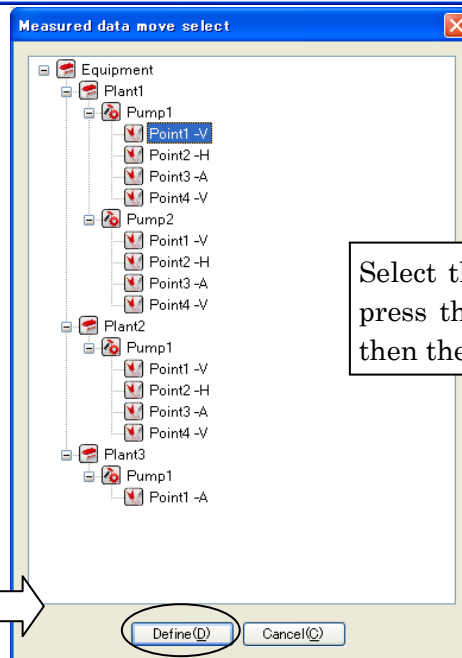 Measured data move select
Equipment
Plant1
Pump1
Point1 -V
Point2 -H
Point3 -A
Point4 -V
Pump2
Point1 -V
Point2 -H
Point3 -A
Point4 -V
Plant2
Pump1
Point1 -V
Point2 -H
Point3 -A
Point4 -V
Plant3
Pump1
Point1 -A
Select
press
then the
Define(D)
Cancel(C)